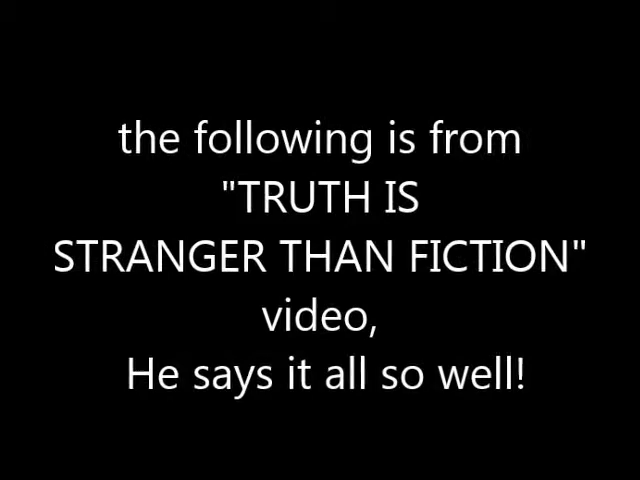 the following is from
"TRUTH IS
STRANGER THAN FICTION"
video,
He says it all so well!